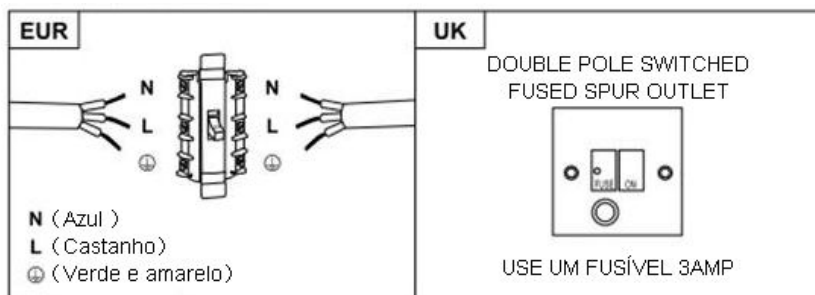 EUR
N N
L L
N (Azul )
L (Castanho)
(Verde e amarelo)
UK
DOUBLE POLE SWITCHED
FUSED SPUR OUTLET
FUSE ON
USE UM FUSÍVEL 3AMP